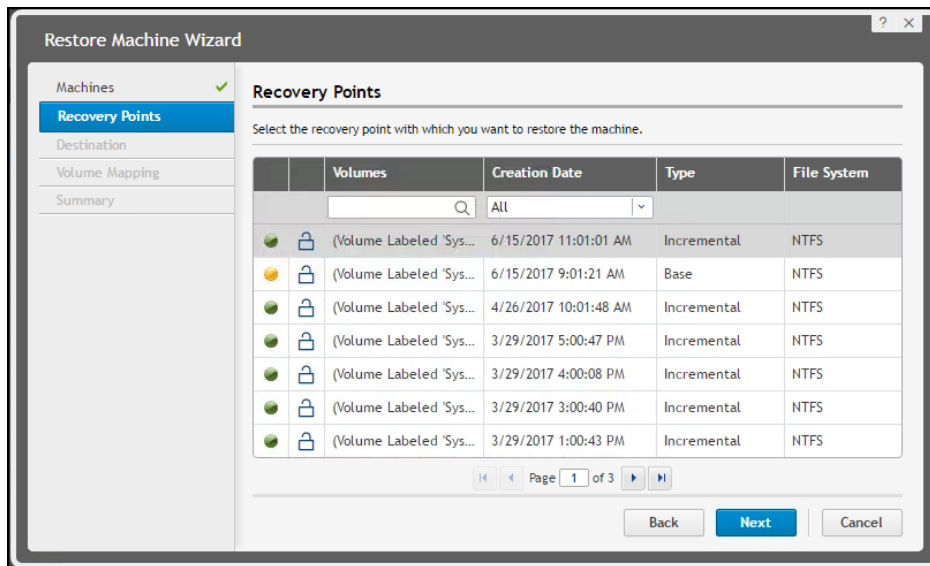 ? ×
Restore Machine Wizard
Machines
Recovery Points
Destination
Volume Mapping
Summary
Recovery Points
Select the recovery point with which you want to restore the machine.
Volumes Creation Date Type File System
All
(Volume Labeled 'Sys... 6/15/2017 11:01:01 AM Incremental NTFS
(Volume Labeled 'Sys... 6/15/2017 9:01:21 AM Base NTFS
(Volume Labeled 'Sys... 4/26/2017 10:01:48 AM Incremental NTFS
(Volume Labeled 'Sys... 3/29/2017 5:00:47 PM Incremental NTFS
(Volume Labeled 'Sys... 3/29/2017 4:00:08 PM Incremental NTFS
(Volume Labeled 'Sys... 3/29/2017 3:00:40 PM Incremental NTFS
(Volume Labeled 'Sys... 3/29/2017 1:00:43 PM Incremental NTFS
Page 1 of 3
Back Next Cancel